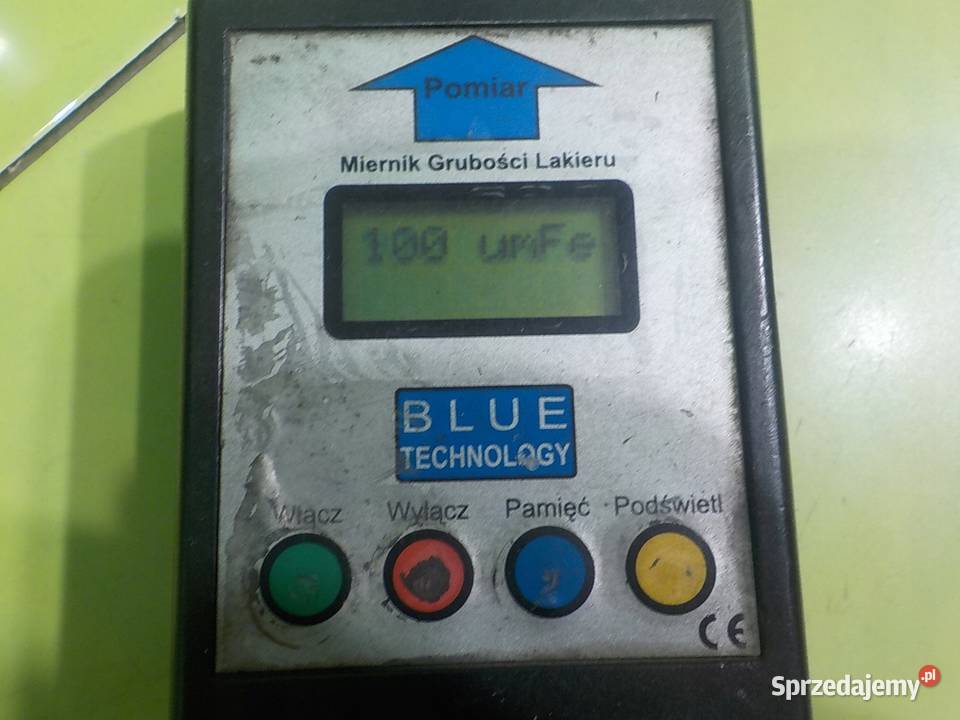 Pomiar
Miernik Grubości Lakieru
100 umFe
BLUE
TECHNOLOGY
Włącz Wyłącz Pamięć Podświetl
CE
Sprzedajemy.pl